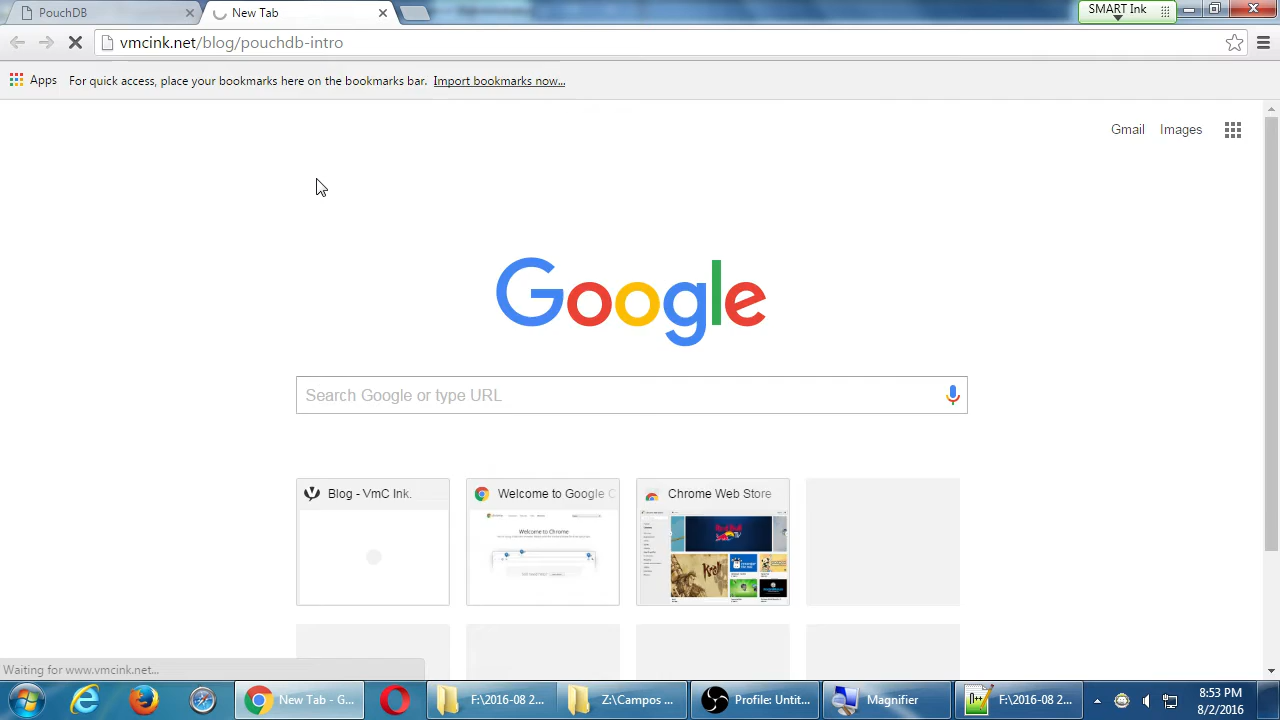 PouchDB
New Tab
SMART Ink
vmcink.net/blog/pouchdb-intro
Apps
For quick access, place your bookmarks here on the bookmarks bar. Import bookmarks now...
Gmail
Images
Google
Search Google or type URL
Blog - VmC Ink.
Welcome to Google C
Chrome Web Store
Welcome to Chrome
Waiting for www.vmcink.net...
New Tab - G...
F:\2016-08 2...
Z:\Campos ...
Profile: Untit...
Magnifier
F:\2016-08 2...
8:53 PM
8/2/2016